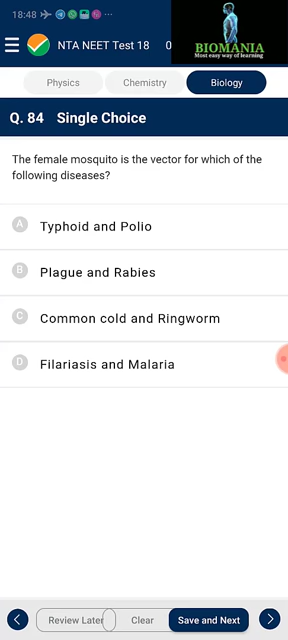 18:48
NTA NEET Test 18 0
BIOMANIA
Most easy way of learning
Physics Chemistry Biology
Q. 84 Single Choice
The female mosquito is the vector for which of the
following diseases?
A Typhoid and Polio
B Plague and Rabies
C Common cold and Ringworm
D Filariasis and Malaria
Review Later Clear Save and Next